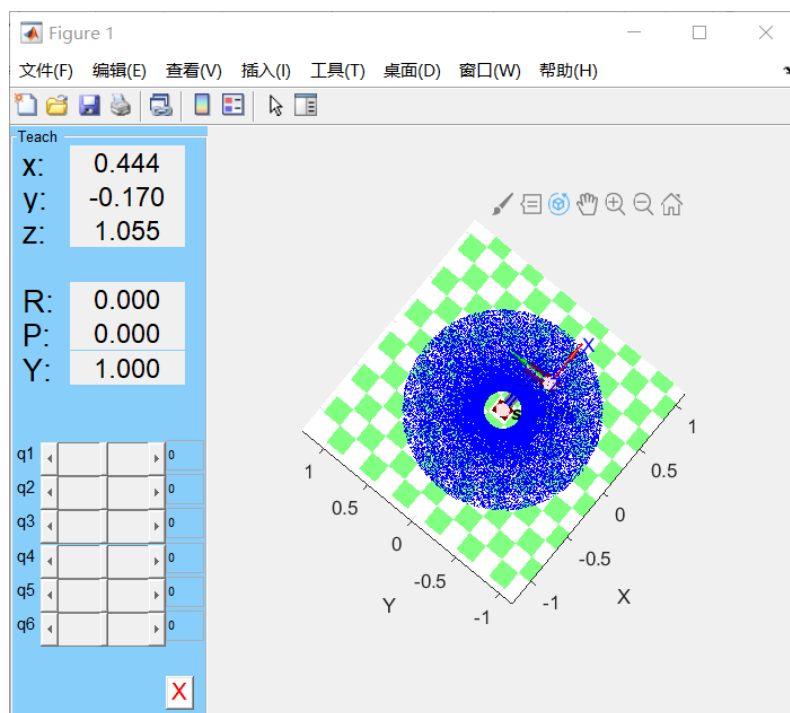 Figure 1
文件(F) 编辑(E) 查看(V) 插入(I) 工具(T) 桌面(D) 窗口(W) 帮助(H)
Teach
x: 0.444
y: -0.170
z: 1.055
R: 0.000
P: 0.000
Y: 1.000
q1 0
q2 0
q3 0
q4 0
q5 0
q6 0
X
X
s
1
0.5
0
-0.5
-1
Y
1
0.5
0
-0.5
-1
X